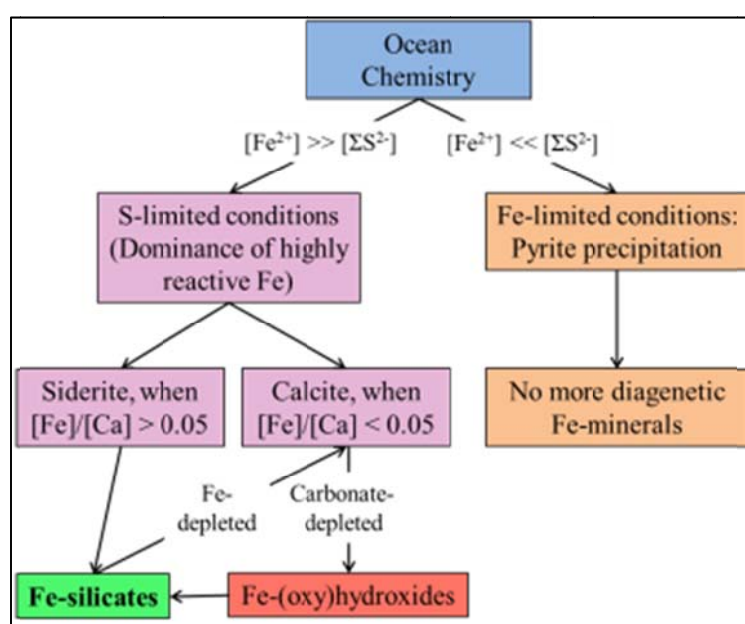 Ocean
Chemistry
[Fe²⁺] >> [ΣS²⁻]
[Fe²⁺] << [ΣS²⁻]
S-limited conditions
(Dominance of highly
reactive Fe)
Fe-limited conditions:
Pyrite precipitation
Siderite, when
[Fe]/[Ca] > 0.05
Calcite, when
[Fe]/[Ca] < 0.05
No more diagenetic
Fe-minerals
Fe-
depleted
Carbonate-
depleted
Fe-silicates
Fe-(oxy)hydroxides